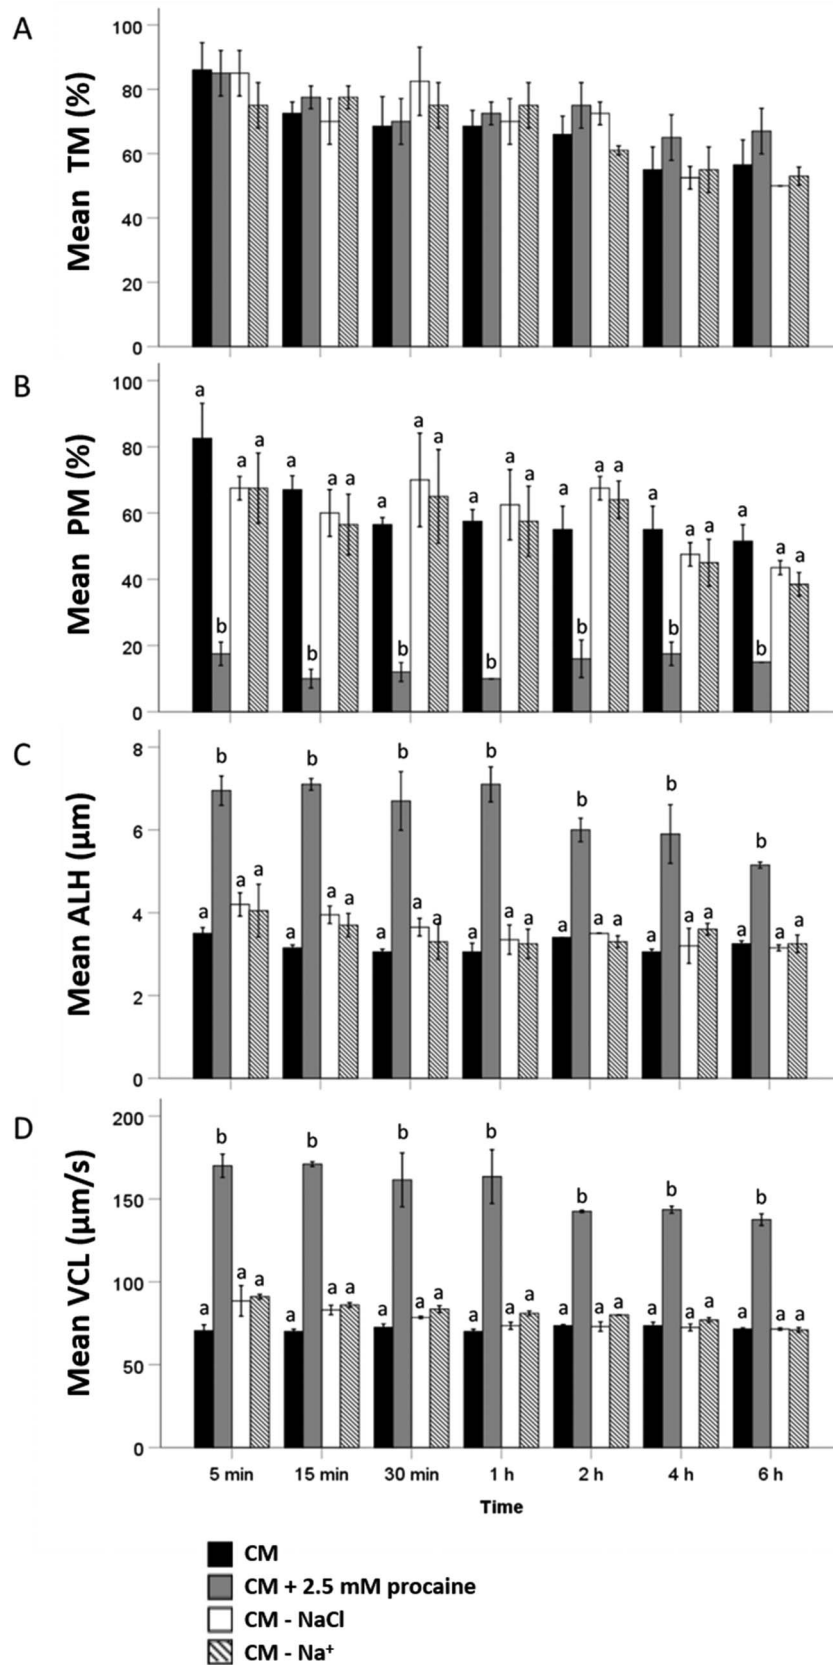 A
Mean TM (%)
100
80
60
40
20
0
B
Mean PM (%)
100
80
60
40
20
0
a b a a
a b a a
a b a a
a b a a
a b a a
a b a a
a b a a
C
Mean ALH (µm)
8
6
4
2
0
a b a a
a b a a
a b a a
a b a a
a b a a
a b a a
a b a a
D
Mean VCL (µm/s)
200
150
100
50
0
a b a a
a b a a
a b a a
a b a a
a b a a
a b a a
a b a a
5 min 15 min 30 min 1 h 2 h 4 h 6 h
Time
CM
CM + 2.5 mM procaine
CM - NaCl
CM - Na⁺